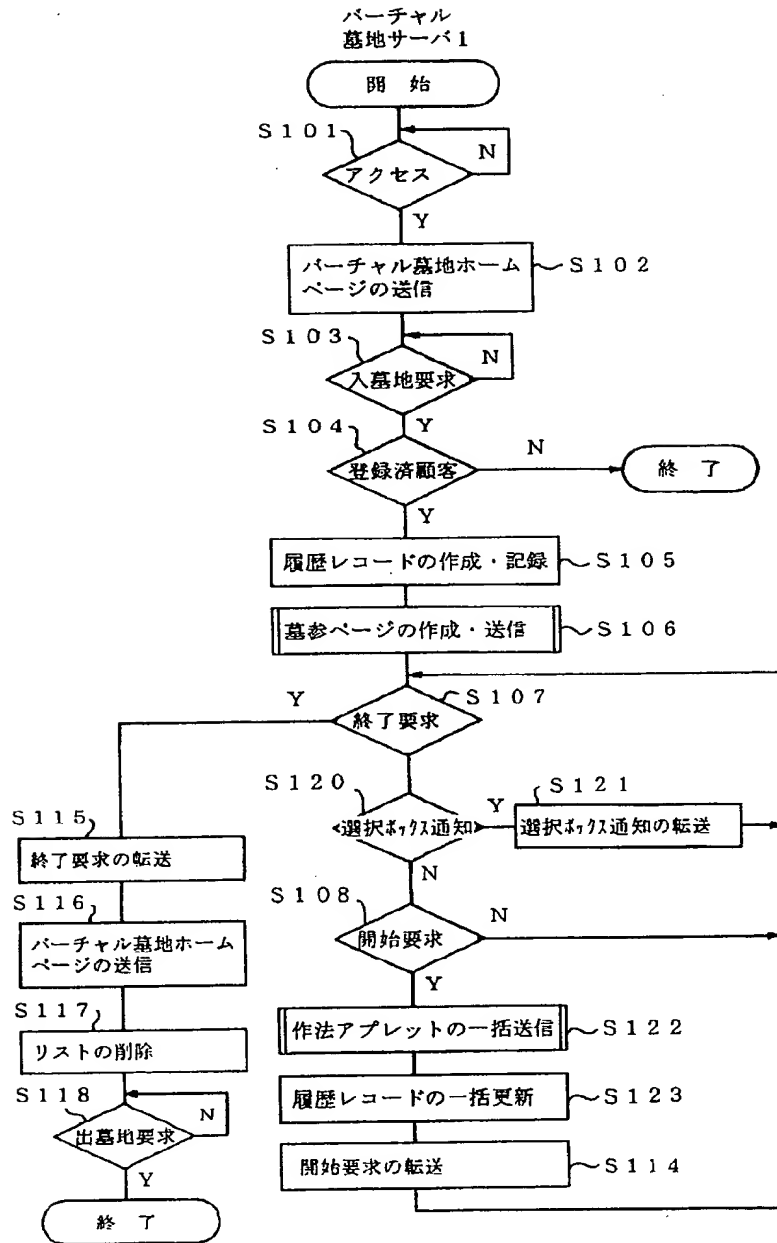 バーチャル
墓地サーバ1
開 始
S101
N
アクセス
Y
バーチャル墓地ホーム
ページの送信
S102
S103
N
入墓地要求
S104
Y
登録済顧客
N
終 了
Y
履歴レコードの作成・記録
S105
墓参ページの作成・送信
S106
Y
S107
終了要求
S120
S121
選択ボックス通知
Y
選択ボックス通知の転送
N
S115
終了要求の転送
S108
N
開始要求
S116
バーチャル墓地ホーム
ページの送信
Y
S117
作法アプレットの一括送信
S122
リストの削除
S118
履歴レコードの一括更新
S123
N
出墓地要求
開始要求の転送
S114
Y
終 了